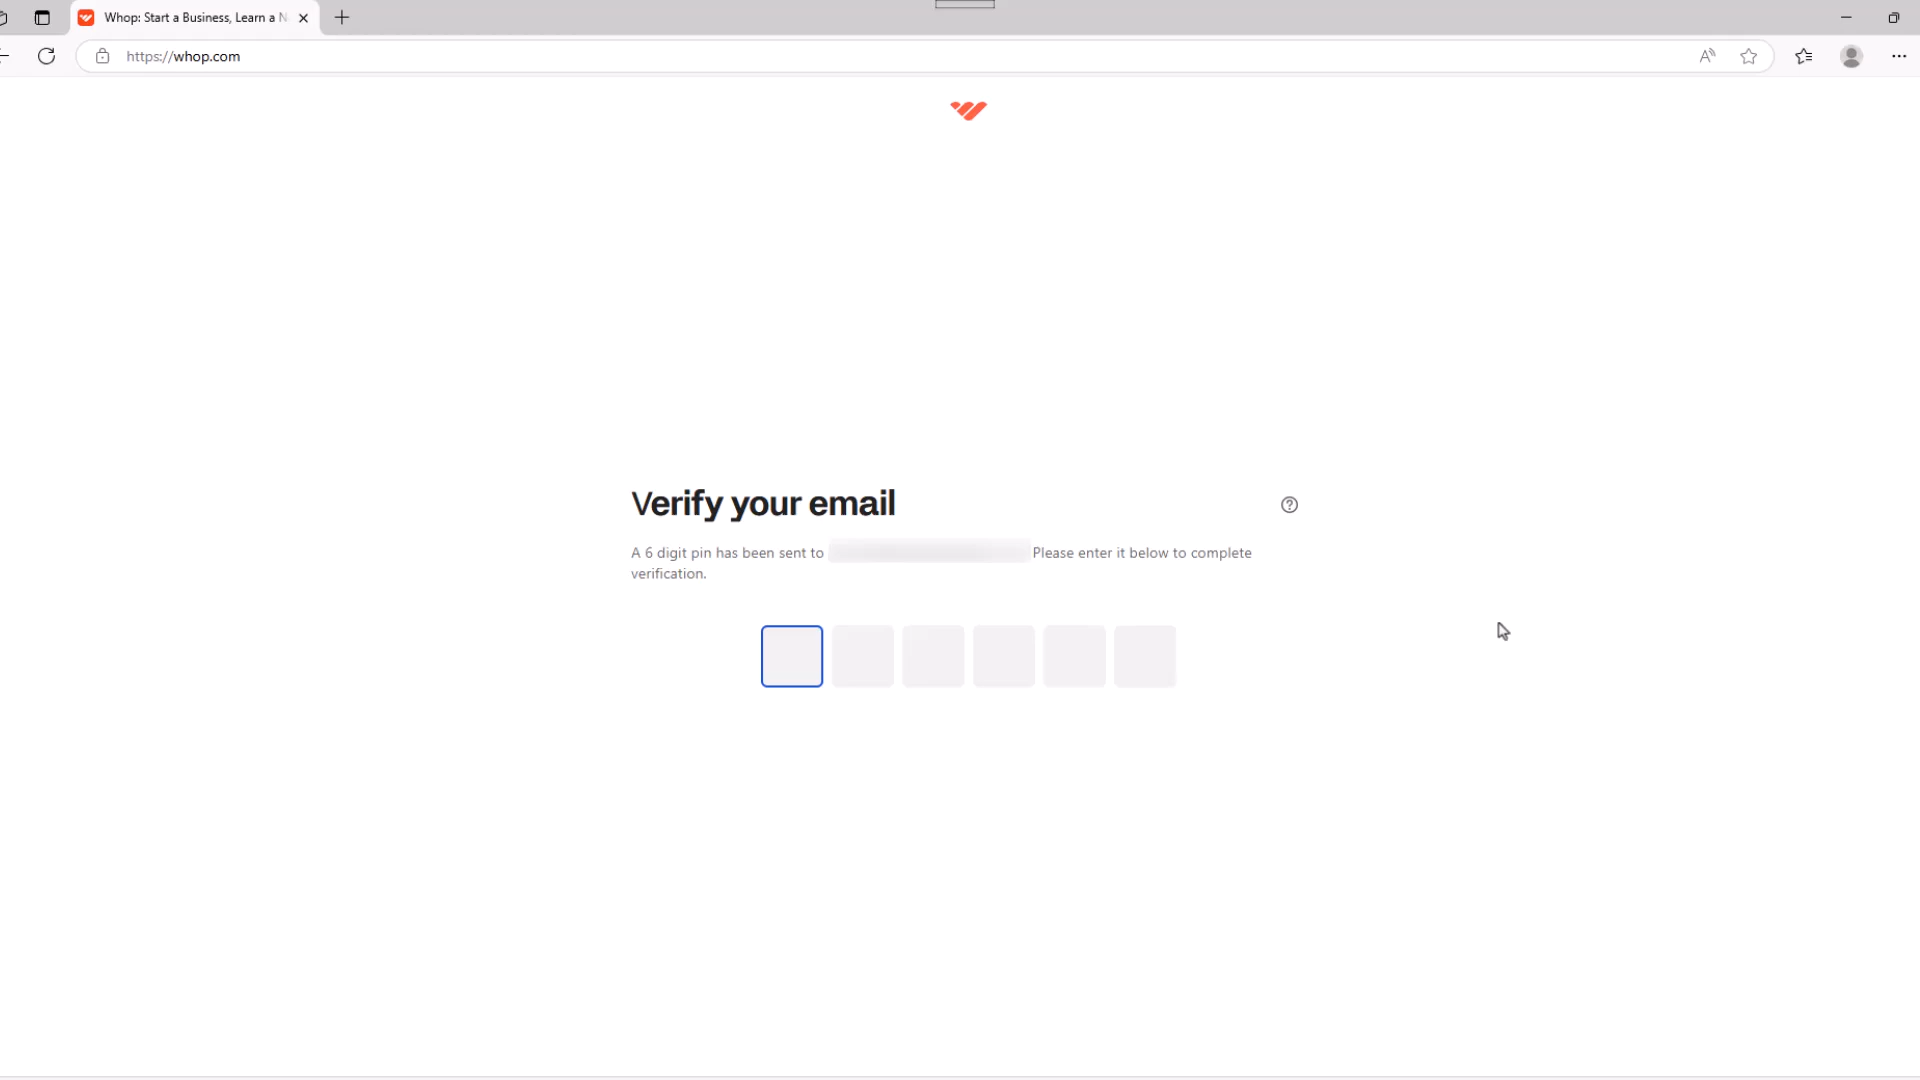 Whop: Start a Business, Learn a N
https://whop.com
Verify your email
A 6 digit pin has been sent to Please enter it below to complete
verification.